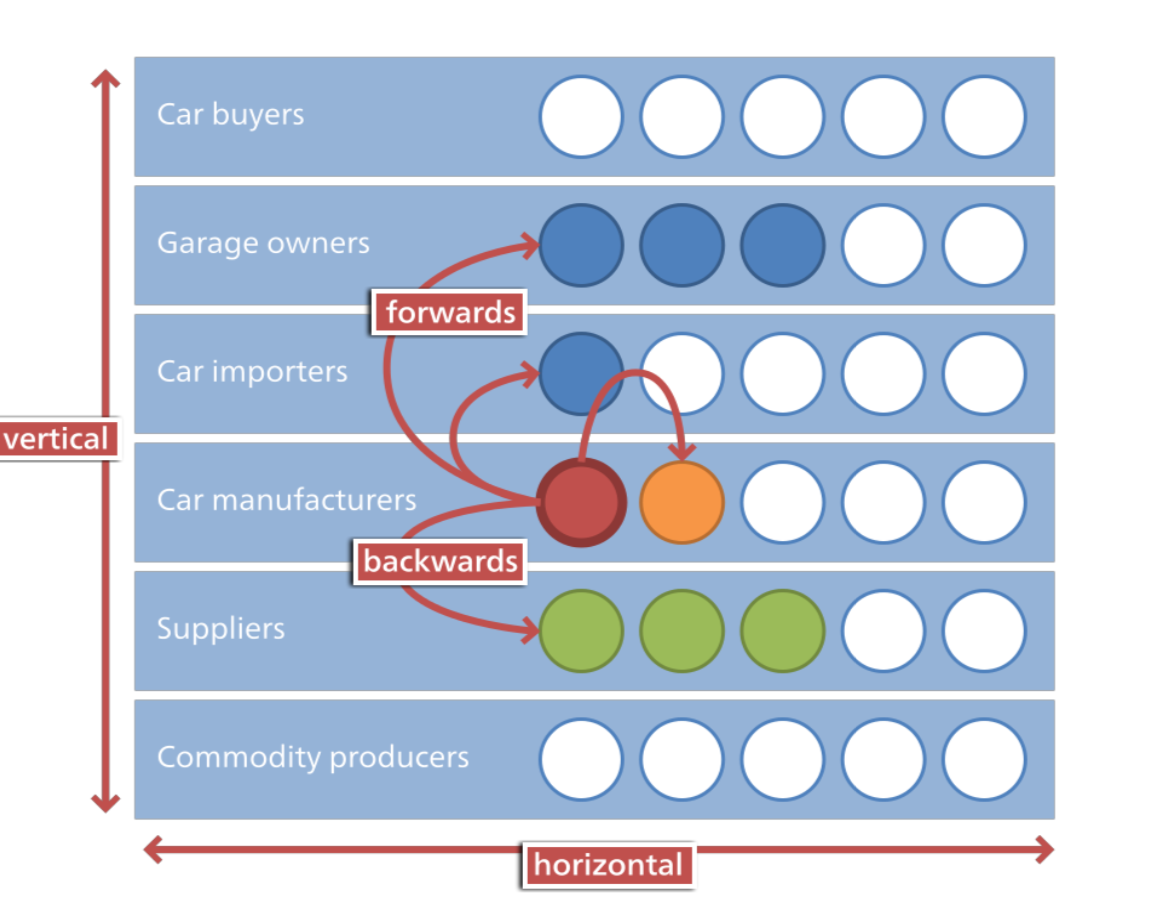 Car buyers
Garage owners
forwards
Car importers
vertical
Car manufacturers
backwards
Suppliers
Commodity producers
horizontal